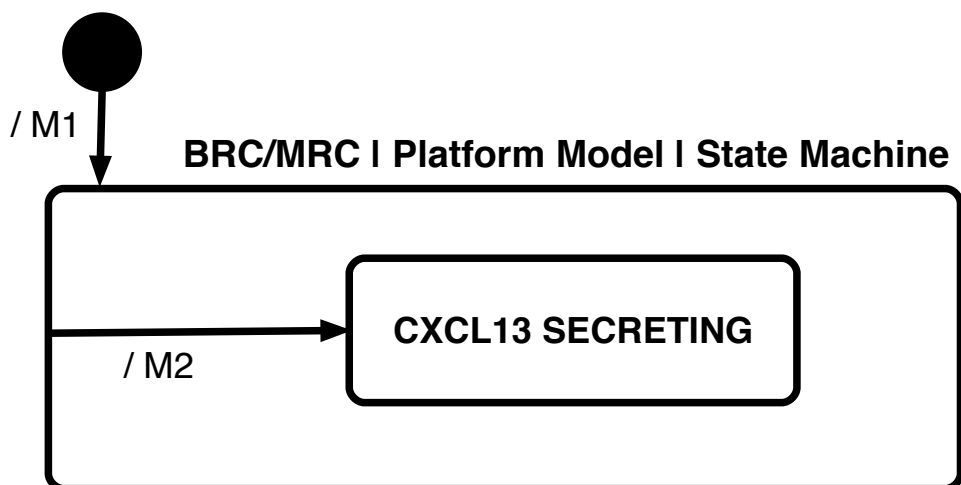 / M1
BRC/MRC | Platform Model | State Machine
CXCL13 SECRETING
/ M2